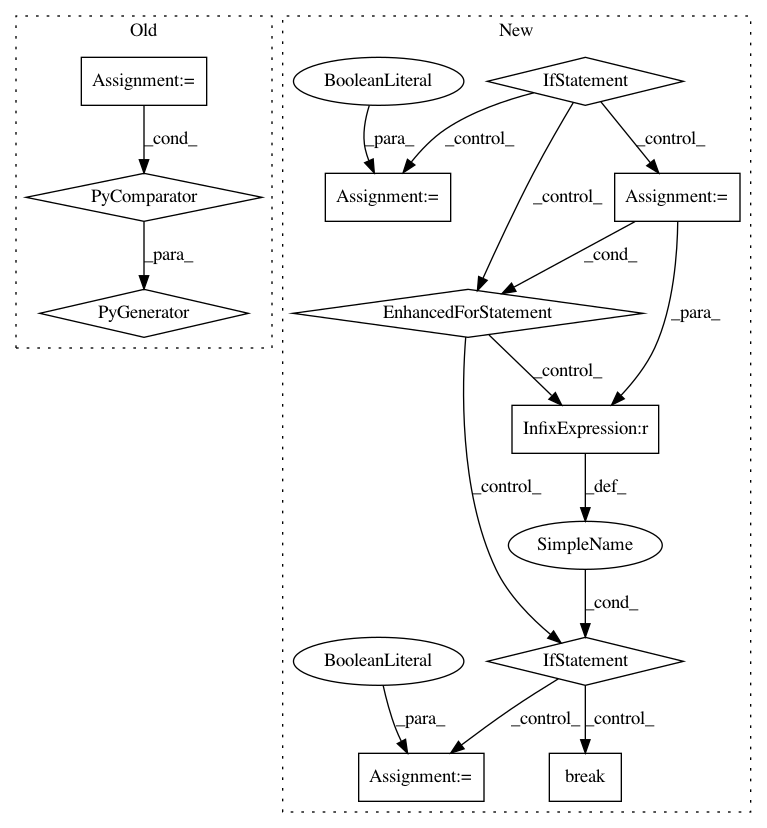 Old
New
Assignment:=
BooleanLiteral
IfStatement
_cond_
_para_
_control_
_control_
PyComparator
Assignment:=
Assignment:=
_control_
_para_
_cond_
_para_
PyGenerator
EnhancedForStatement
_control_
InfixExpression:r
_control_
_def_
SimpleName
_cond_
BooleanLiteral
IfStatement
_para_
_control_
_control_
Assignment:=
break